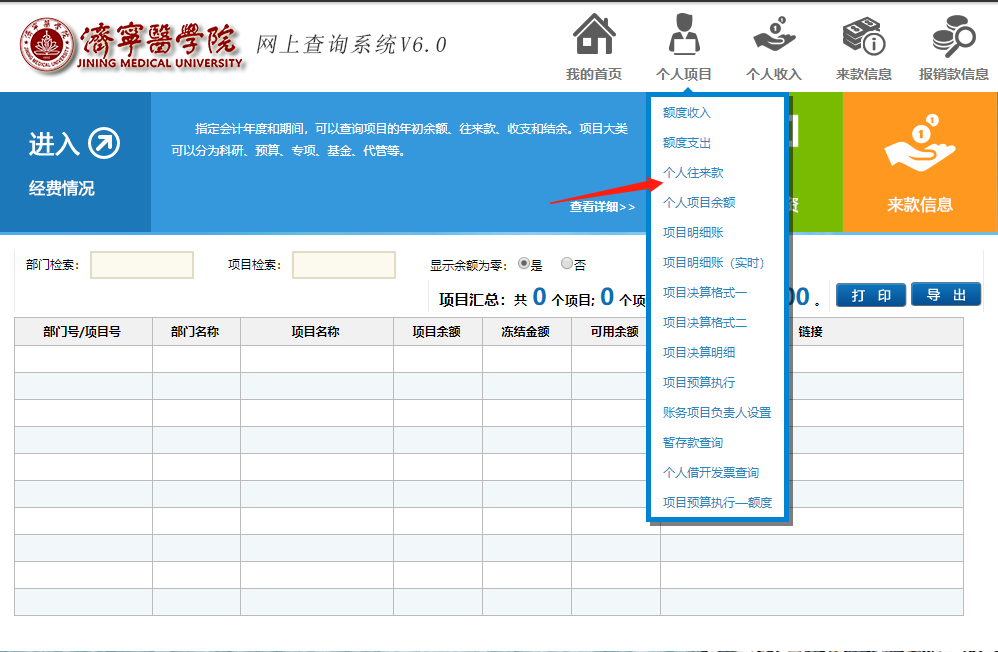 濟寧醫學院
JINING MEDICAL UNIVERSITY
网上查询系统V6.0
我的首页
个人项目
个人收入
来款信息
报销款信息
进入
经费情况
指定会计年度和期间，可以查询项目的年初余额、往来款、收支和结余。项目大类
可以分为科研、预算、专项、基金、代管等。
查看详细>>
额度收入
额度支出
个人往来款
个人项目余额
项目明细账
项目明细账（实时）
项目决算格式一
项目决算格式二
项目决算明细
项目预算执行
账务项目负责人设置
暂存款查询
个人借开发票查询
项目预算执行—额度
资
来款信息
部门检索：
项目检索：
显示余额为零： 是 否
项目汇总：共 0 个项目; 0 个项
00 。
打 印
导 出
部门号/项目号 部门名称 项目名称 项目余额 冻结金额 可用余额 链接